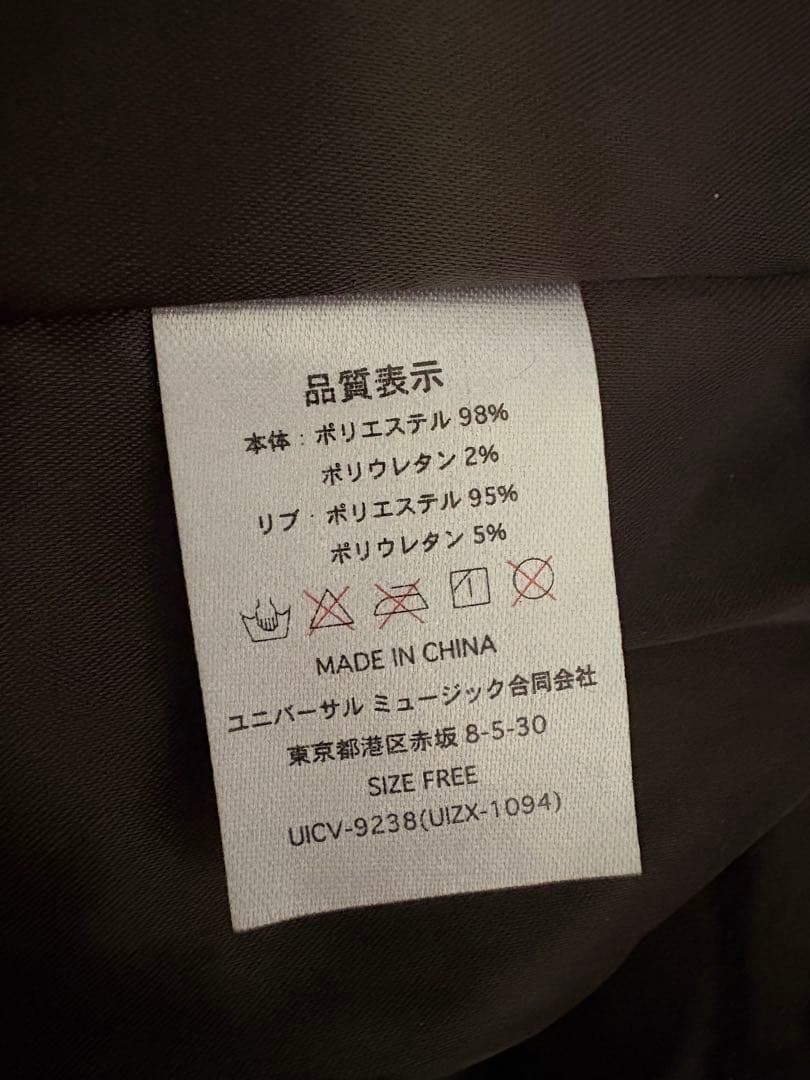 品質表示
本体：ポリエステル 98%
ポリウレタン 2%
リブ：ポリエステル 95%
ポリウレタン 5%
MADE IN CHINA
ユニバーサル ミュージック合同会社
東京都港区赤坂 8-5-30
SIZE FREE
UICV-9238(UIZX-1094)